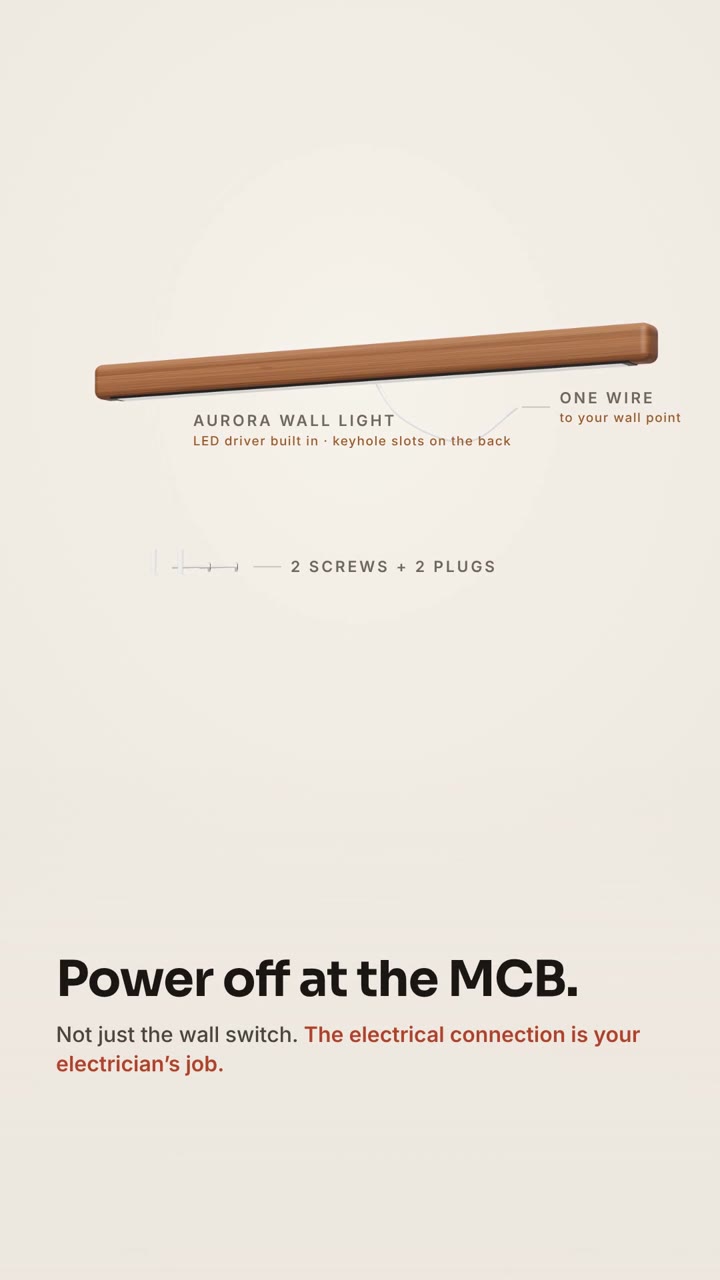 AURORA WALL LIGHT
LED driver built in · keyhole slots on the back
ONE WIRE
to your wall point
2 SCREWS + 2 PLUGS
Power off at the MCB.
Not just the wall switch. The electrical connection is your
electrician’s job.